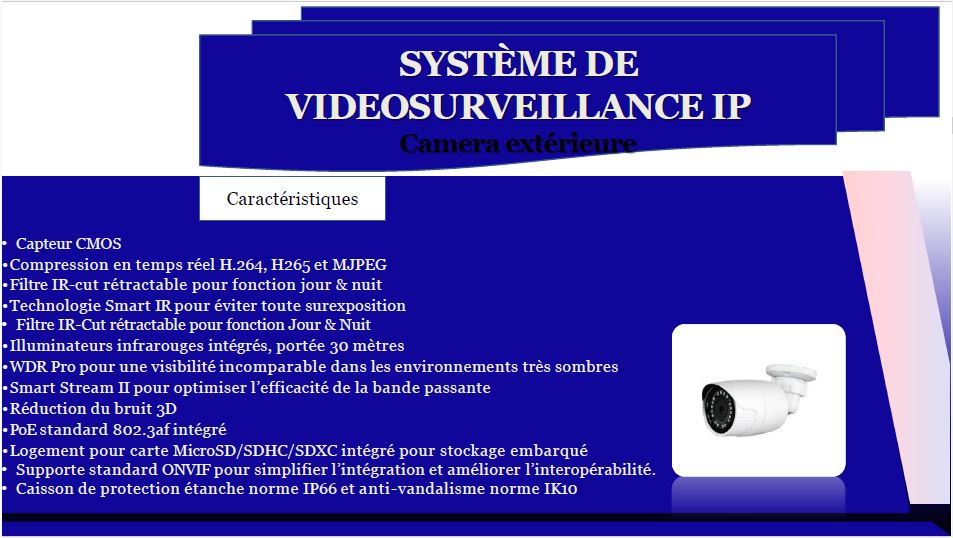 SYSTÈME DE
VIDEOSURVEILLANCE IP
Camera extérieure
Caractéristiques
• Capteur CMOS
•Compression en temps réel H.264, H265 et MJPEG
•Filtre IR-cut rétractable pour fonction jour & nuit
•Technologie Smart IR pour éviter toute surexposition
• Filtre IR-Cut rétractable pour fonction Jour & Nuit
•Illuminateurs infrarouges intégrés, portée 30 mètres
•WDR Pro pour une visibilité incomparable dans les environnements très sombres
•Smart Stream II pour optimiser l’efficacité de la bande passante
•Réduction du bruit 3D
•PoE standard 802.3af intégré
•Logement pour carte MicroSD/SDHC/SDXC intégré pour stockage embarqué
• Supporte standard ONVIF pour simplifier l’intégration et améliorer l’interopérabilité.
• Caisson de protection étanche norme IP66 et anti-vandalisme norme IK10